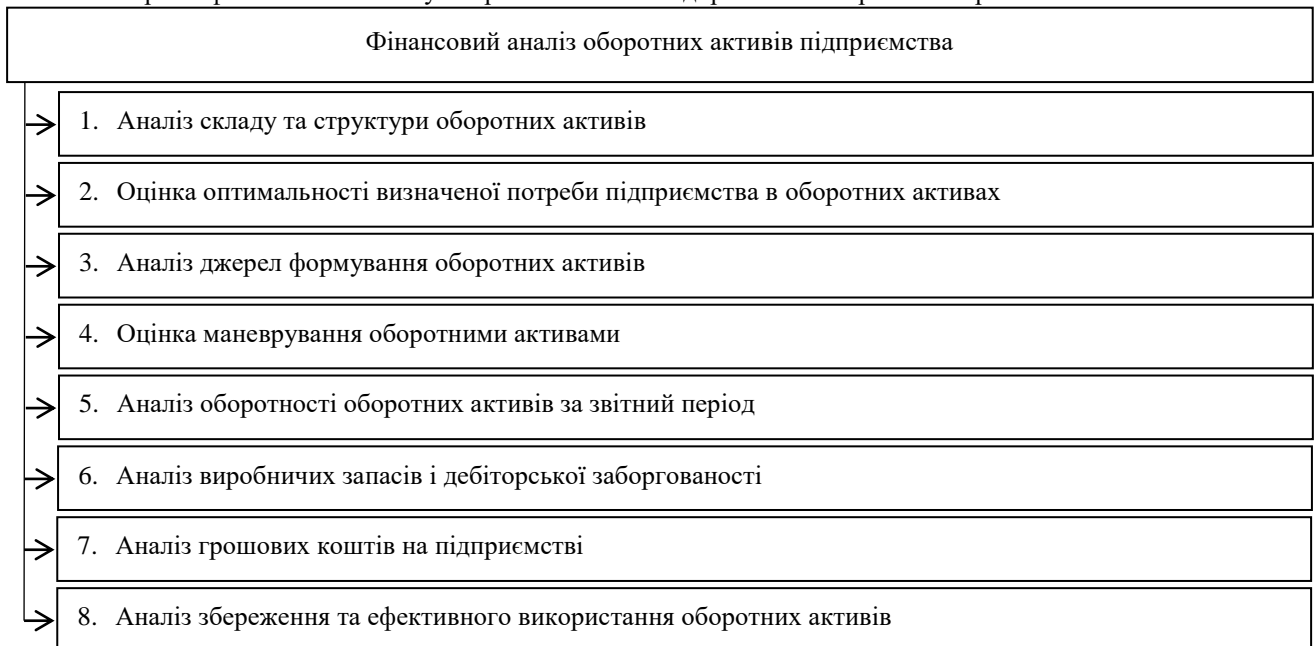 Фінансовий аналіз оборотних активів підприємства
1. Аналіз складу та структури оборотних активів
2. Оцінка оптимальності визначеної потреби підприємства в оборотних активах
3. Аналіз джерел формування оборотних активів
4. Оцінка маневрування оборотними активами
5. Аналіз оборотності оборотних активів за звітний період
6. Аналіз виробничих запасів і дебіторської заборгованості
7. Аналіз грошових коштів на підприємстві
8. Аналіз збереження та ефективного використання оборотних активів